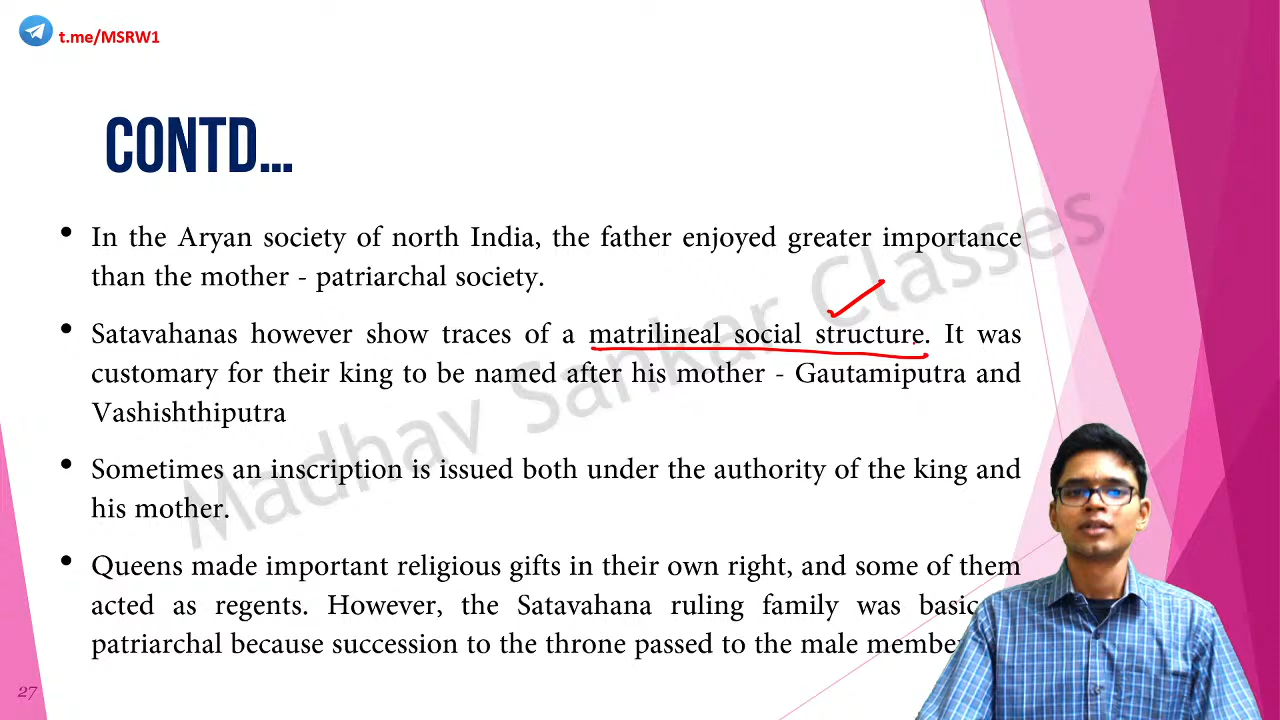 t.me/MSRW1
CONTD...
• In the Aryan society of north India, the father enjoyed greater importance
than the mother - patriarchal society.
• Satavahanas however show traces of a matrilineal social structure. It was
customary for their king to be named after his mother - Gautamiputra and
Vashishthiputra
• Sometimes an inscription is issued both under the authority of the king and
his mother.
• Queens made important religious gifts in their own right, and some of them
acted as regents. However, the Satavahana ruling family was
patriarchal because succession to the throne passed to the male
27
Madhav Sankar Classes